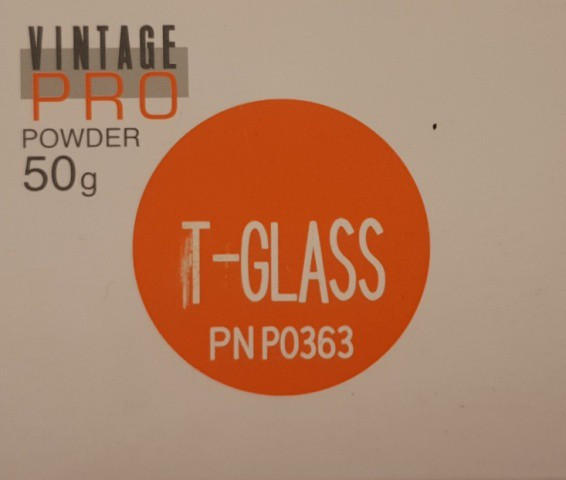 VINTAGE
PRO
POWDER
50g
T-GLASS
PN P0363